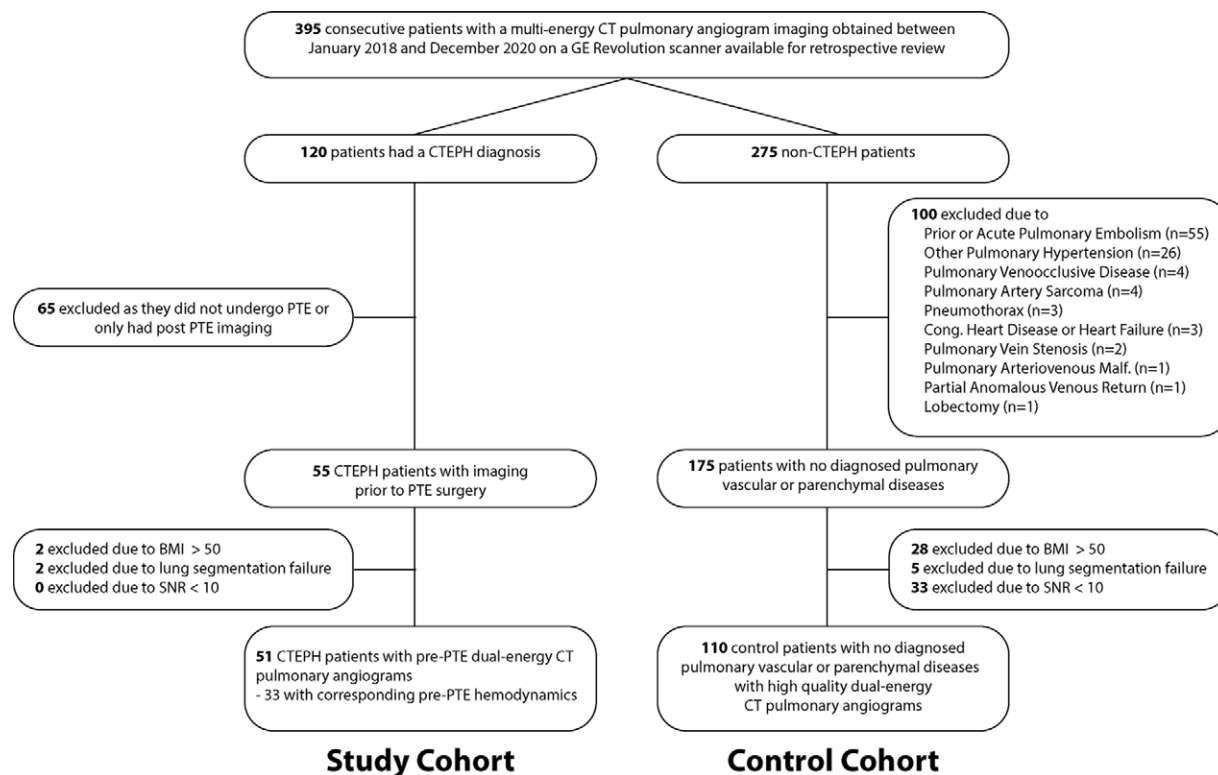 395 consecutive patients with a multi-energy CT pulmonary angiogram imaging obtained between
January 2018 and December 2020 on a GE Revolution scanner available for retrospective review
120 patients had a CTEPH diagnosis
275 non-CTEPH patients
100 excluded due to
Prior or Acute Pulmonary Embolism (n=55)
Other Pulmonary Hypertension (n=26)
Pulmonary Venoocclusive Disease (n=4)
Pulmonary Artery Sarcoma (n=4)
Pneumothorax (n=3)
Cong. Heart Disease or Heart Failure (n=3)
Pulmonary Vein Stenosis (n=2)
Pulmonary Arteriovenous Malf. (n=1)
Partial Anomalous Venous Return (n=1)
Lobectomy (n=1)
65 excluded as they did not undergo PTE or
only had post PTE imaging
55 CTEPH patients with imaging
prior to PTE surgery
175 patients with no diagnosed pulmonary
vascular or parenchymal diseases
2 excluded due to BMI > 50
2 excluded due to lung segmentation failure
0 excluded due to SNR < 10
28 excluded due to BMI > 50
5 excluded due to lung segmentation failure
33 excluded due to SNR < 10
51 CTEPH patients with pre-PTE dual-energy CT
pulmonary angiograms
- 33 with corresponding pre-PTE hemodynamics
110 control patients with no diagnosed
pulmonary vascular or parenchymal diseases
with high quality dual-energy
CT pulmonary angiograms
Study Cohort
Control Cohort